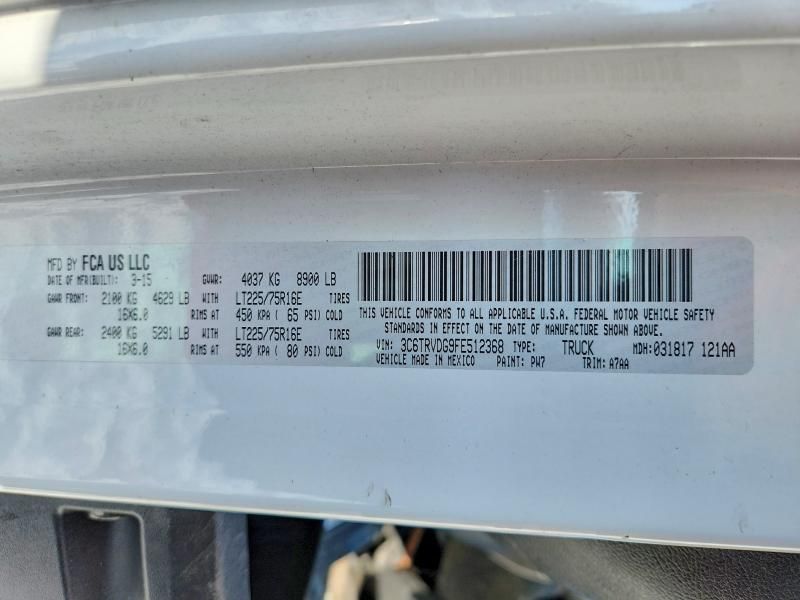 MFD BY FCA US LLC
DATE OF MFR(BUILT): 3-15 GVWR: 4037 KG 8900 LB
GAWR FRONT: 2100 KG 4629 LB WITH LT225/75R16E TIRES
16X6.0 RIMS AT 450 KPA ( 65 PSI) COLD
GAWR REAR: 2400 KG 5291 LB WITH LT225/75R16E TIRES
16X6.0 RIMS AT 550 KPA ( 80 PSI) COLD
THIS VEHICLE CONFORMS TO ALL APPLICABLE U.S.A. FEDERAL MOTOR VEHICLE SAFETY
STANDARDS IN EFFECT ON THE DATE OF MANUFACTURE SHOWN ABOVE.
VIN: 3C6TRVDG9FE512368 TYPE: TRUCK MDH: 031817 121AA
VEHICLE MADE IN MEXICO PAINT: PW7 TRIM: A7AA